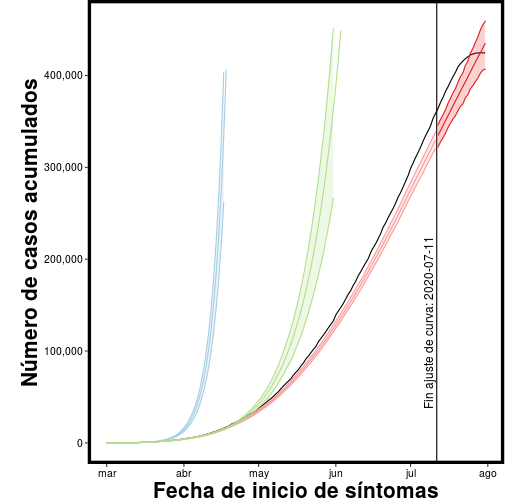 Número de casos acumulados
400,000
300,000
200,000
100,000
0
Fin ajuste de curva: 2020-07-11
mar abr may jun jul ago
Fecha de inicio de síntomas